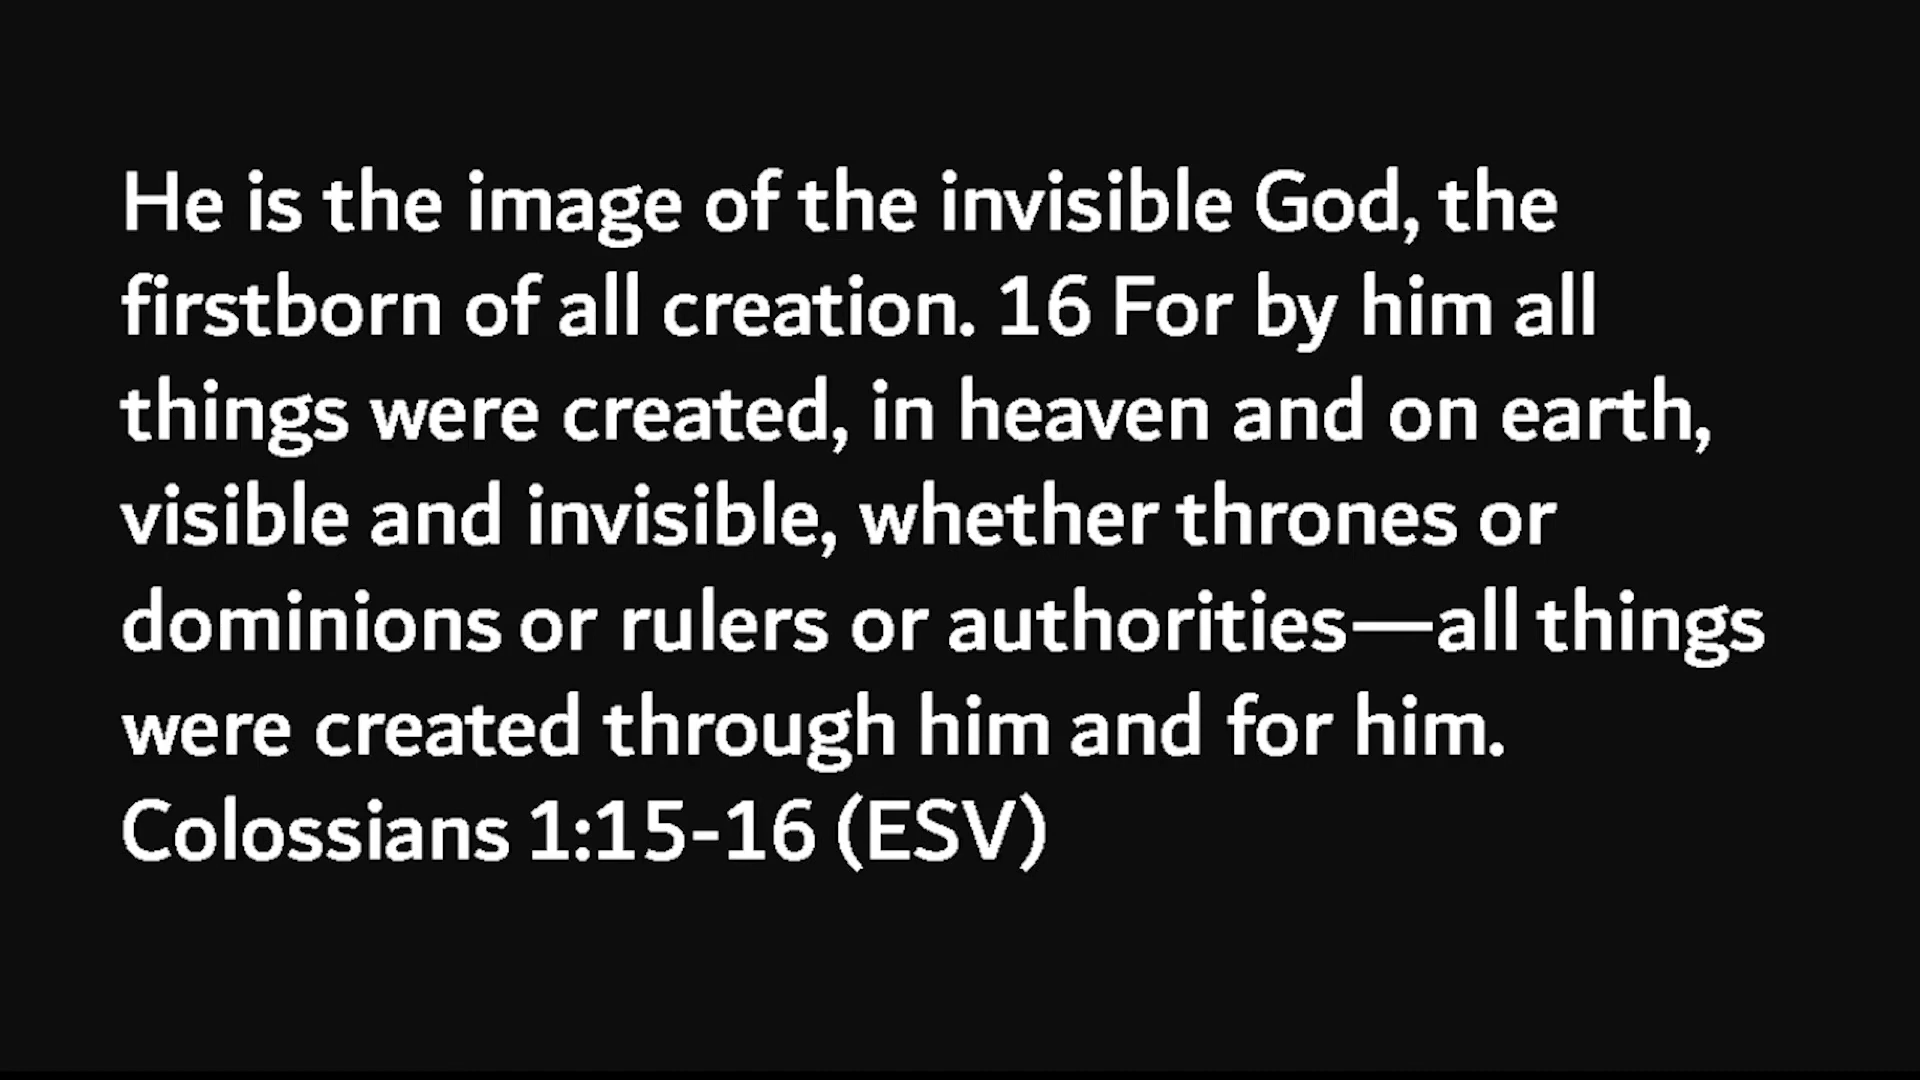 He is the image of the invisible God, the
firstborn of all creation. 16 For by him all
things were created, in heaven and on earth,
visible and invisible, whether thrones or
dominions or rulers or authorities—all things
were created through him and for him.
Colossians 1:15-16 (ESV)